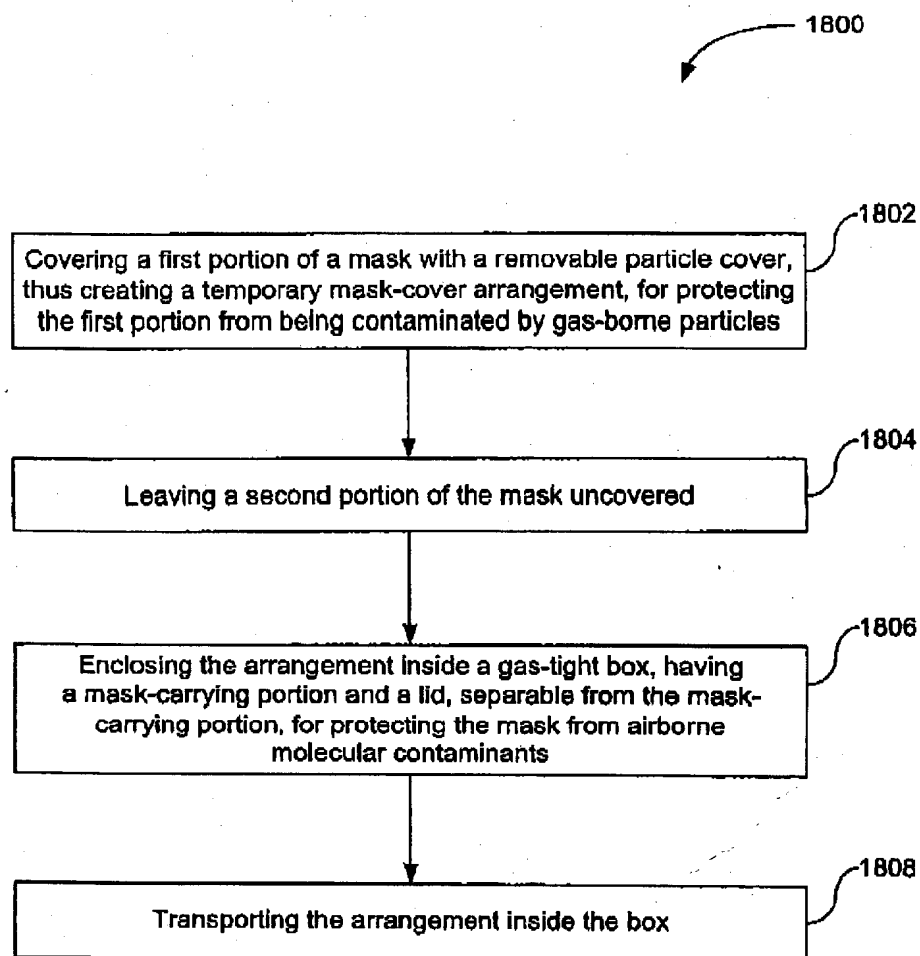 1800
1802
Covering a first portion of a mask with a removable particle cover,
thus creating a temporary mask-cover arrangement, for protecting
the first portion from being contaminated by gas-borne particles
1804
Leaving a second portion of the mask uncovered
1806
Enclosing the arrangement inside a gas-tight box, having
a mask-carrying portion and a lid, separable from the mask-
carrying portion, for protecting the mask from airborne
molecular contaminants
1808
Transporting the arrangement inside the box